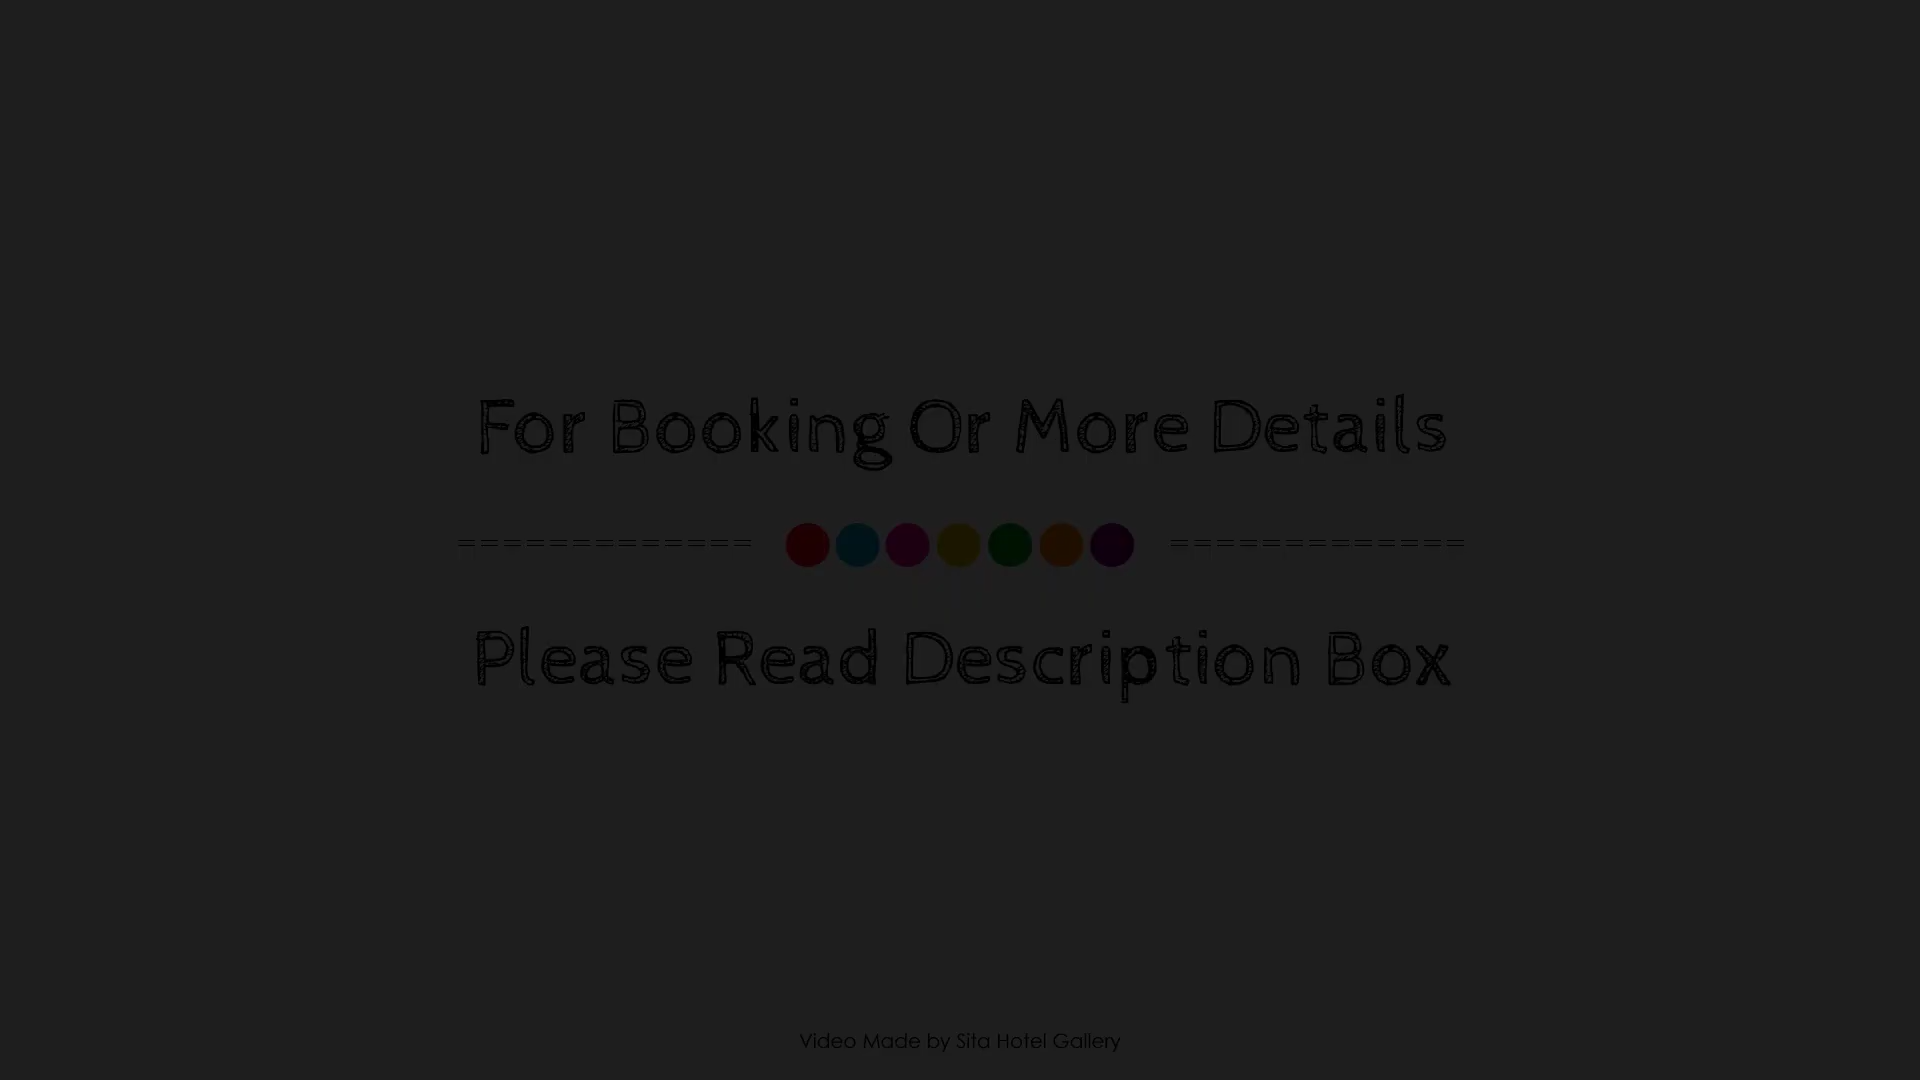 For Booking Or More Details
============= =============
Please Read Description Box
Video Made by Sita Hotel Gallery